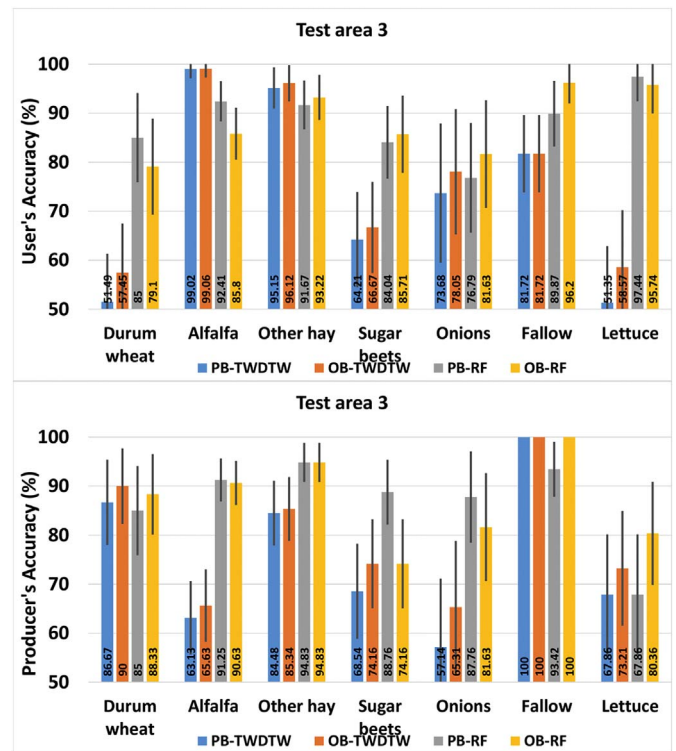 Test area 3
User's Accuracy (%)
100
90
80
70
60
50
51.49 57.45 85 79.1 99.02 99.06 92.41 85.8 95.15 96.12 91.67 93.22 64.21 66.67 84.04 85.71 73.68 78.05 76.79 81.63 81.72 81.72 89.87 96.2 51.35 58.57 97.44 95.74
Durum Alfalfa Other hay Sugar Onions Fallow Lettuce
wheat beets
PB-TWDTW OB-TWDTW PB-RF OB-RF
Test area 3
Producer's Accuracy (%)
100
90
80
70
60
50
86.67 90 85 88.33 63.13 65.63 91.25 90.63 84.48 85.34 94.83 94.83 68.54 74.16 88.76 74.16 57.14 65.31 87.76 81.63 100 100 93.42 100 67.86 73.21 67.86 80.36
Durum Alfalfa Other hay Sugar Onions Fallow Lettuce
wheat beets
PB-TWDTW OB-TWDTW PB-RF OB-RF